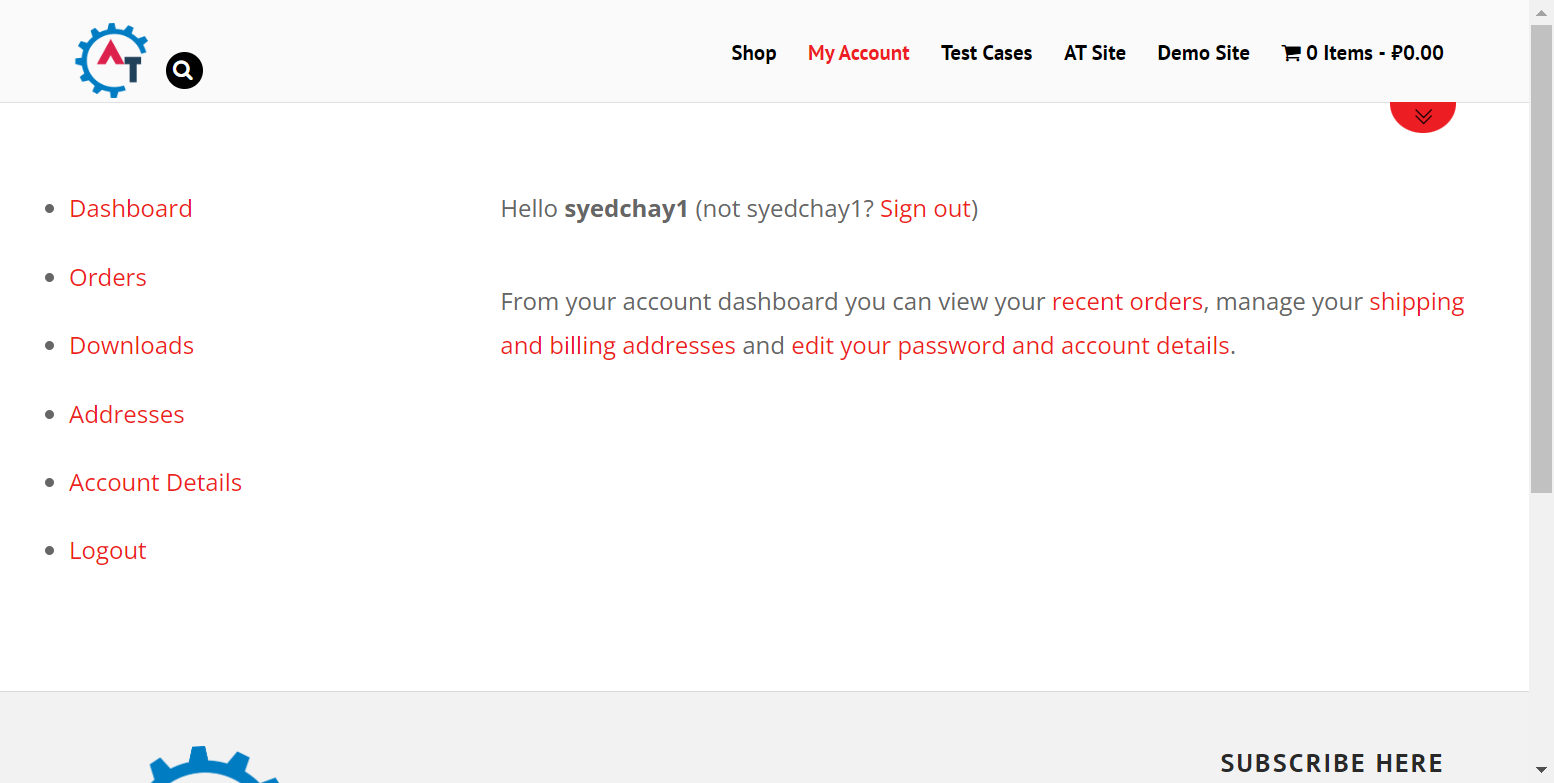 AT
Shop
My Account
Test Cases
AT Site
Demo Site
0 Items - ₽0.00
Dashboard
Orders
Downloads
Addresses
Account Details
Logout
Hello syedchay1 (not syedchay1? Sign out)
From your account dashboard you can view your recent orders, manage your shipping
and billing addresses and edit your password and account details.
SUBSCRIBE HERE